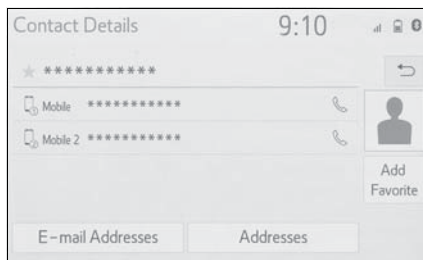 Contact Details 9:10
***********
Mobile ***********
Mobile 2 ***********
Add
Favorite
E-mail Addresses Addresses